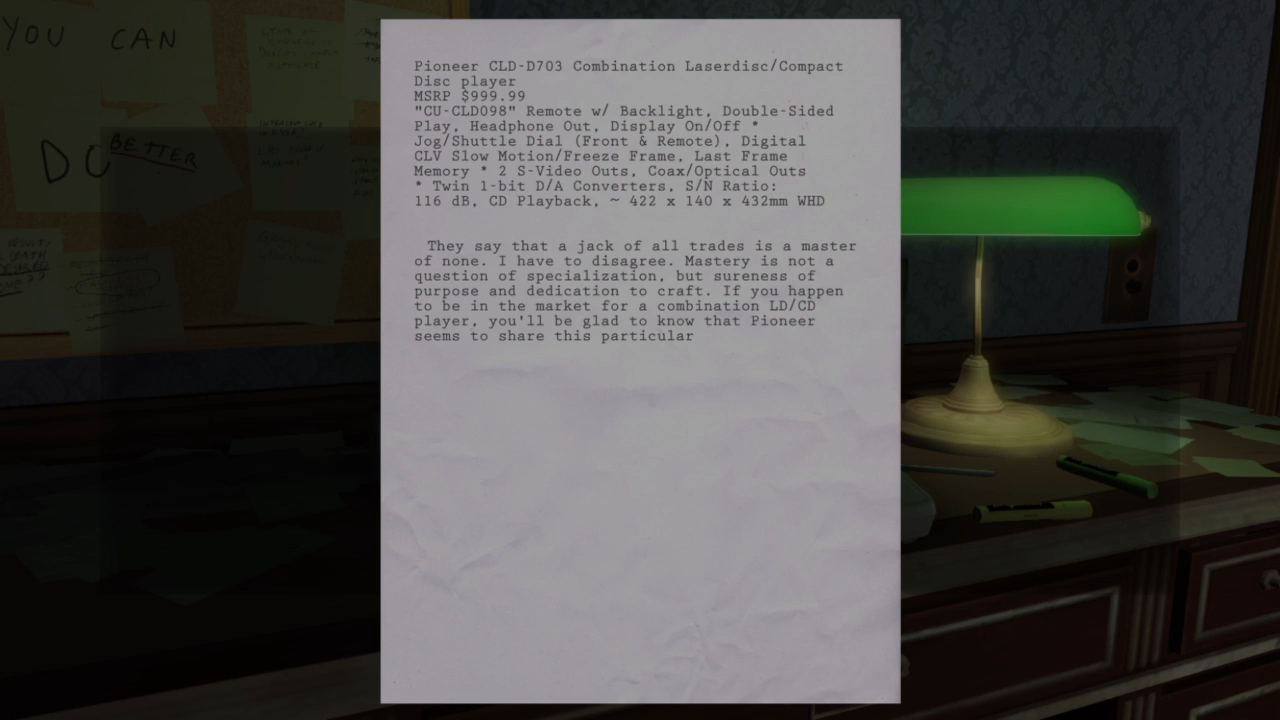 YOU CAN
DO BETTER
Pioneer CLD-D703 Combination Laserdisc/Compact
Disc player
MSRP $999.99
"CU-CLD098" Remote w/ Backlight, Double-Sided
Play, Headphone Out, Display On/Off *
Jog/Shuttle Dial (Front & Remote), Digital
CLV Slow Motion/Freeze Frame, Last Frame
Memory * 2 S-Video Outs, Coax/Optical Outs
* Twin 1-bit D/A Converters, S/N Ratio:
116 dB, CD Playback, ~ 422 x 140 x 432mm WHD
They say that a jack of all trades is a master
of none. I have to disagree. Mastery is not a
question of specialization, but sureness of
purpose and dedication to craft. If you happen
to be in the market for a combination LD/CD
player, you'll be glad to know that Pioneer
seems to share this particular